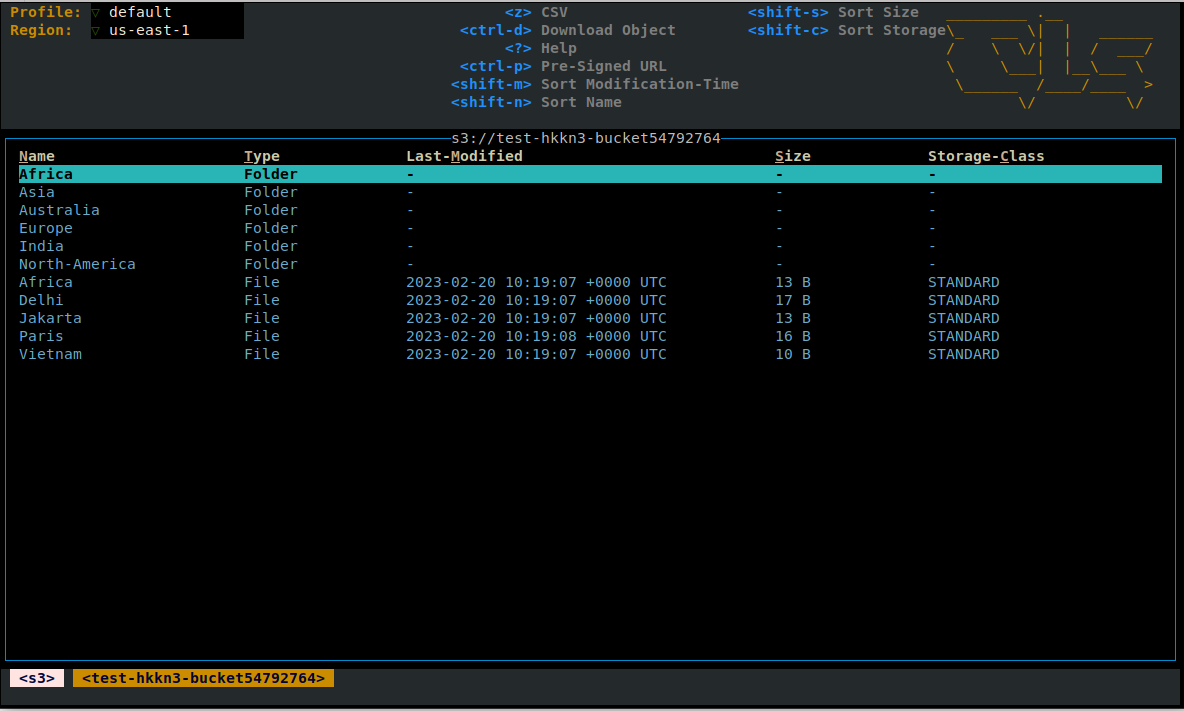 Profile: ▽ default <z> CSV <shift-s> Sort Size
Region: ▽ us-east-1 <ctrl-d> Download Object <shift-c> Sort Storage
<?> Help
<ctrl-p> Pre-Signed URL
<shift-m> Sort Modification-Time
<shift-n> Sort Name
s3://test-hkkn3-bucket54792764
Name Type Last-Modified Size Storage-Class
Africa Folder - - -
Asia Folder - - -
Australia Folder - - -
Europe Folder - - -
India Folder - - -
North-America Folder - - -
Africa File 2023-02-20 10:19:07 +0000 UTC 13 B STANDARD
Delhi File 2023-02-20 10:19:07 +0000 UTC 17 B STANDARD
Jakarta File 2023-02-20 10:19:07 +0000 UTC 13 B STANDARD
Paris File 2023-02-20 10:19:08 +0000 UTC 16 B STANDARD
Vietnam File 2023-02-20 10:19:07 +0000 UTC 10 B STANDARD
<s3> <test-hkkn3-bucket54792764>